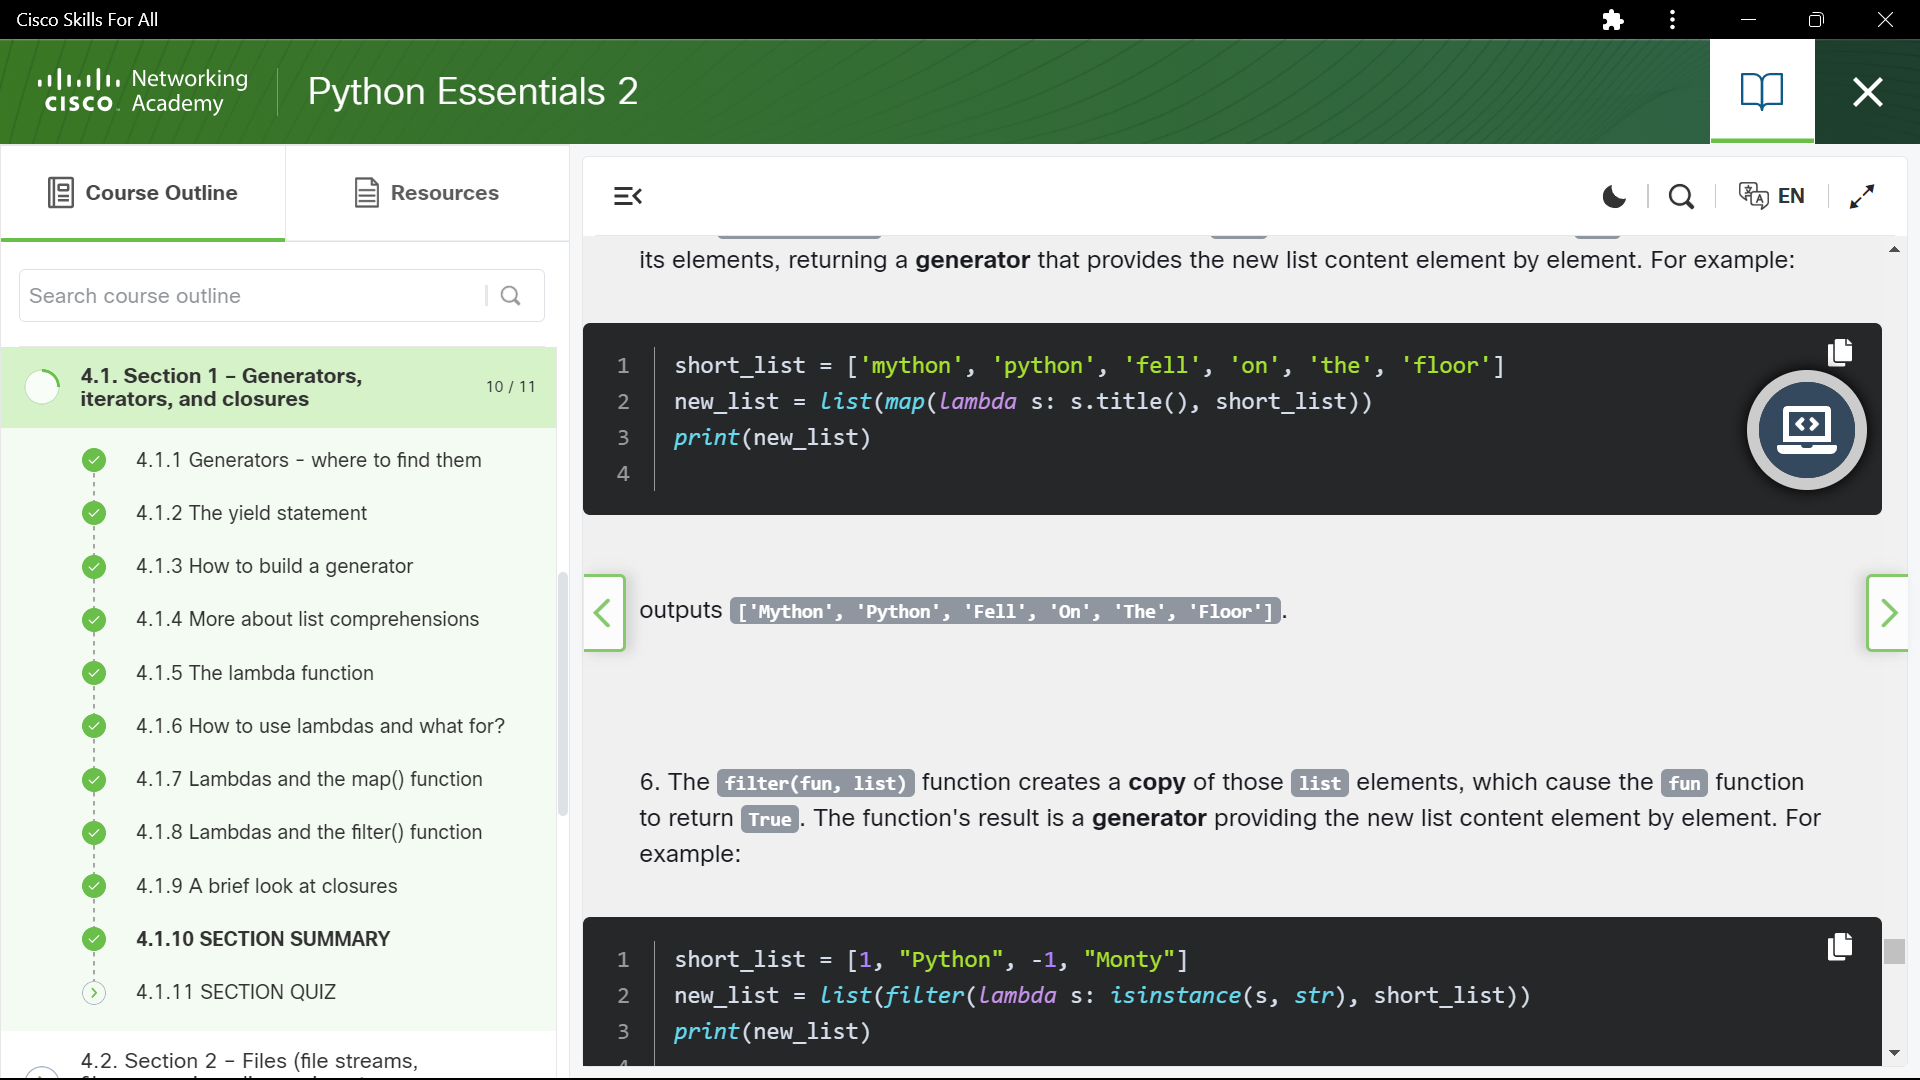 Cisco Skills For All
Networking
CISCO Academy
Python Essentials 2
Course Outline
Resources
EN
Search course outline
4.1. Section 1 – Generators,
iterators, and closures
10 / 11
4.1.1 Generators - where to find them
4.1.2 The yield statement
4.1.3 How to build a generator
4.1.4 More about list comprehensions
4.1.5 The lambda function
4.1.6 How to use lambdas and what for?
4.1.7 Lambdas and the map() function
4.1.8 Lambdas and the filter() function
4.1.9 A brief look at closures
4.1.10 SECTION SUMMARY
4.1.11 SECTION QUIZ
4.2. Section 2 – Files (file streams,
its elements, returning a generator that provides the new list content element by element. For example:
1 short_list = ['mython', 'python', 'fell', 'on', 'the', 'floor']
2 new_list = list(map(lambda s: s.title(), short_list))
3 print(new_list)
4
outputs ['Mython', 'Python', 'Fell', 'On', 'The', 'Floor'].
6. The filter(fun, list) function creates a copy of those list elements, which cause the fun function
to return True. The function's result is a generator providing the new list content element by element. For
example:
1 short_list = [1, "Python", -1, "Monty"]
2 new_list = list(filter(lambda s: isinstance(s, str), short_list))
3 print(new_list)